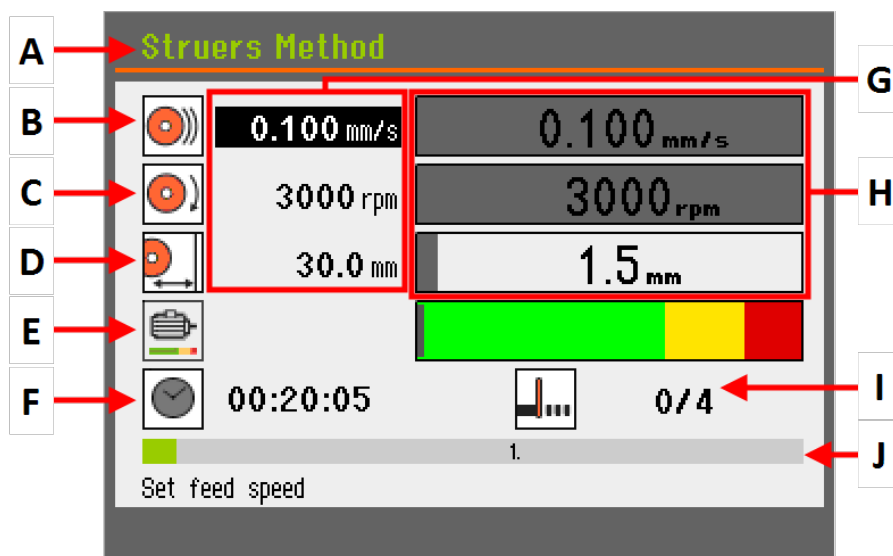 A
Struers Method
G
B
0.100 mm/s
0.100 mm/s
C
3000 rpm
3000 rpm
H
D
30.0 mm
1.5 mm
E
F
00:20:05
0/4
I
1.
J
Set feed speed